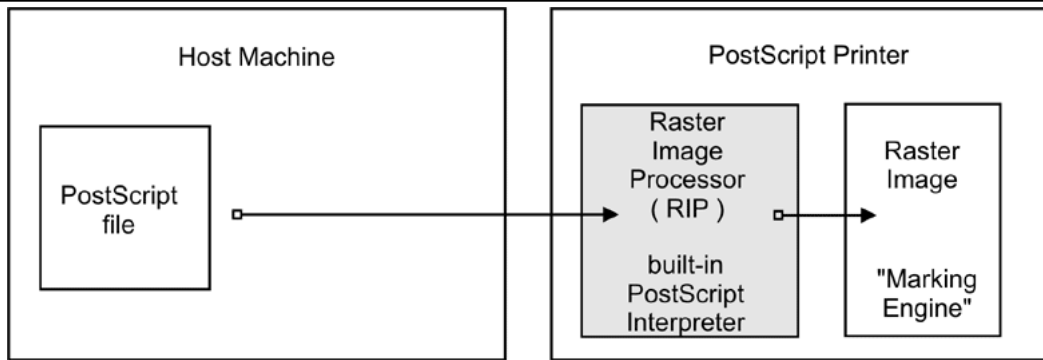 Host Machine
PostScript
file
PostScript Printer
Raster
Image
Processor
( RIP )
built-in
PostScript
Interpreter
Raster
Image
"Marking
Engine"